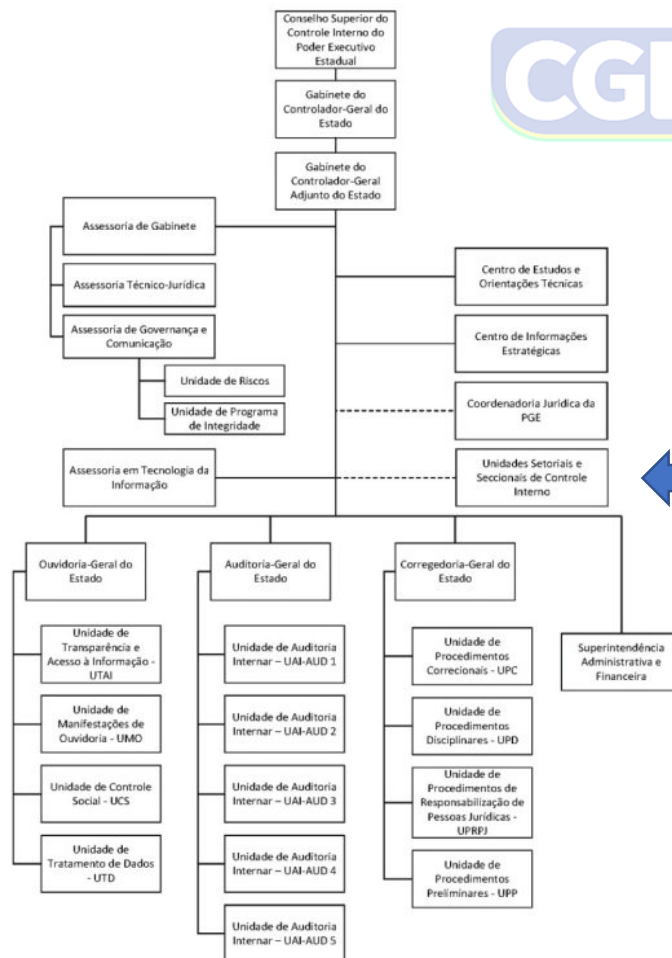 Conselho Superior do
Controle Interno do
Poder Executivo
Estadual
CGE
Gabinete do
Controlador-Geral do
Estado
Gabinete do
Controlador-Geral
Adjunto do Estado
Assessoria de Gabinete
Centro de Estudos e
Orientações Técnicas
Assessoria Técnico-Jurídica
Assessoria de Governança e
Comunicação
Centro de Informações
Estratégicas
Unidade de Riscos
Unidade de Programa
de Integridade
Coordenadoria Jurídica da
PGE
Assessoria em Tecnologia da
Informação
Unidades Setoriais e
Seccionais de Controle
Interno
Ouvidoria-Geral do
Estado
Auditoria-Geral do
Estado
Corregedoria-Geral do
Estado
Superintendência
Administrativa e
Financeira
Unidade de
Transparência e
Acesso à Informação -
UTAI
Unidade de
Manifestações de
Ouvidoria - UMO
Unidade de Controle
Social - UCS
Unidade de
Tratamento de Dados
- UTD
Unidade de Auditoria
Internar – UAI-AUD 1
Unidade de Auditoria
Internar – UAI-AUD 2
Unidade de Auditoria
Internar – UAI-AUD 3
Unidade de Auditoria
Internar – UAI-AUD 4
Unidade de Auditoria
Internar – UAI-AUD 5
Unidade de
Procedimentos
Correcionais - UPC
Unidade de
Procedimentos
Disciplinares - UPD
Unidade de
Procedimentos de
Responsabilização de
Pessoas Jurídicas -
UPRPJ
Unidade de
Procedimentos
Preliminares - UPP